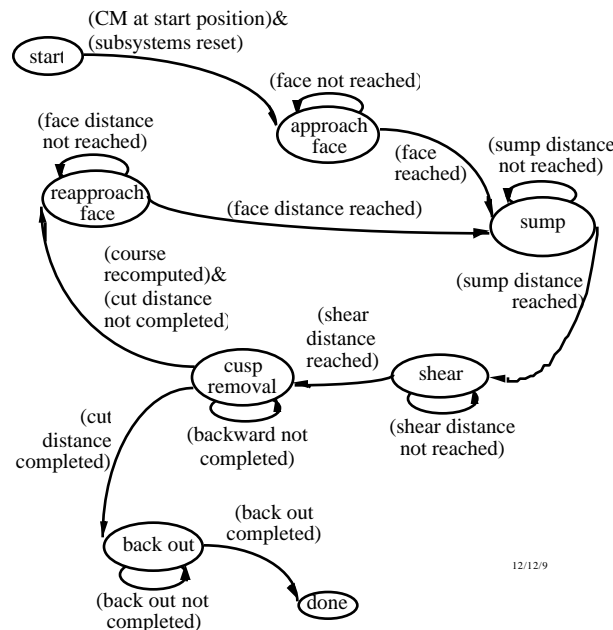 (CM at start position)&
(subsystems reset)
start
(face not reached)
approach
face
(face
reached)
(face distance
not reached)
reapproach
face
(sump distance
not reached)
sump
(face distance reached)
(course
recomputed)&
(cut distance
not completed)
(sump distance
reached)
(shear
distance
reached)
cusp
removal
shear
(backward not
completed)
(shear distance
not reached)
(cut
distance
completed)
(back out
completed)
back out
(back out not
completed)
done
12/12/9